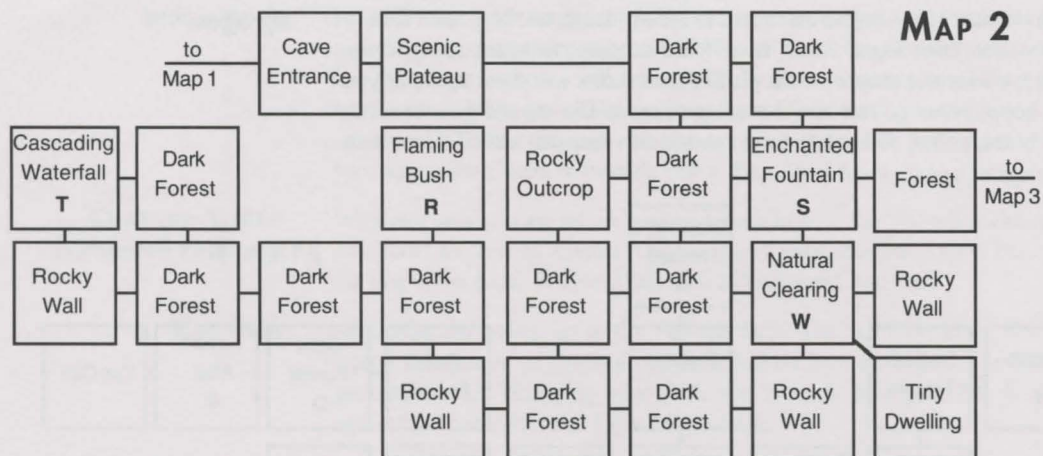 MAP 2
to
Map 1
Cave
Entrance
Scenic
Plateau
Dark
Forest
Dark
Forest
Cascading
Waterfall
T
Dark
Forest
Flaming
Bush
R
Rocky
Outcrop
Dark
Forest
Enchanted
Fountain
S
Forest
to
Map 3
Rocky
Wall
Dark
Forest
Dark
Forest
Dark
Forest
Dark
Forest
Dark
Forest
Natural
Clearing
W
Rocky
Wall
Rocky
Wall
Dark
Forest
Dark
Forest
Rocky
Wall
Tiny
Dwelling